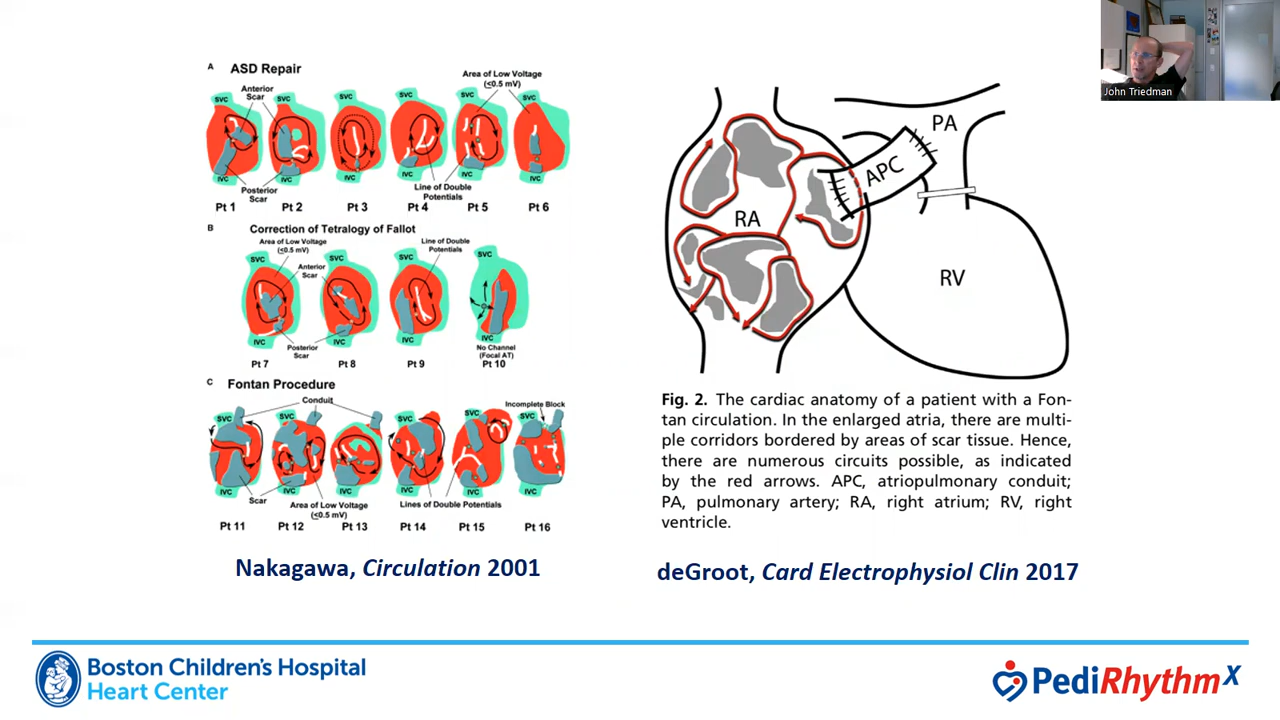 A
ASD Repair
SVC
Anterior
Scar
SVC
SVC
SVC
Area of Low Voltage
(≤0.5 mV)
SVC
SVC
IVC
Posterior
Scar
IVC
IVC
IVC
Line of Double
Potentials
IVC
IVC
Pt 1
Pt 2
Pt 3
Pt 4
Pt 5
Pt 6
B
Correction of Tetralogy of Fallot
Area of Low Voltage
(≤0.5 mV)
SVC
Anterior
Scar
SVC
Line of Double
Potentials
SVC
SVC
IVC
Posterior
Scar
IVC
IVC
IVC
No Channel
(Focal AT)
Pt 7
Pt 8
Pt 9
Pt 10
C
Fontan Procedure
Conduit
SVC
SVC
SVC
SVC
SVC
Incomplete Block
SVC
IVC
Scar
IVC
Area of Low Voltage
(≤0.5 mV)
IVC
IVC
Lines of Double Potentials
IVC
IVC
Pt 11
Pt 12
Pt 13
Pt 14
Pt 15
Pt 16
Nakagawa, Circulation 2001
PA
APC
RA
RV
Fig. 2. The cardiac anatomy of a patient with a Fon-
tan circulation. In the enlarged atria, there are multi-
ple corridors bordered by areas of scar tissue. Hence,
there are numerous circuits possible, as indicated
by the red arrows. APC, atriopulmonary conduit;
PA, pulmonary artery; RA, right atrium; RV, right
ventricle.
deGroot, Card Electrophysiol Clin 2017
John Triedman
Boston Children's Hospital
Heart Center
PediRhythmX